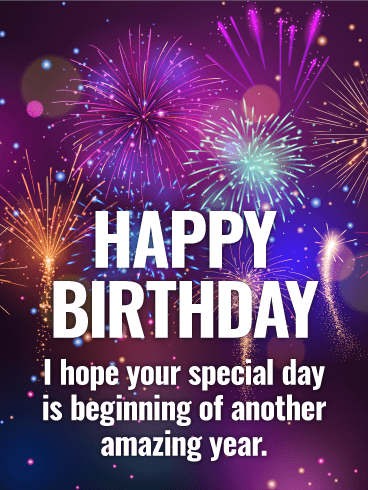 HAPPY
BIRTHDAY
I hope your special day
is beginning of another
amazing year.